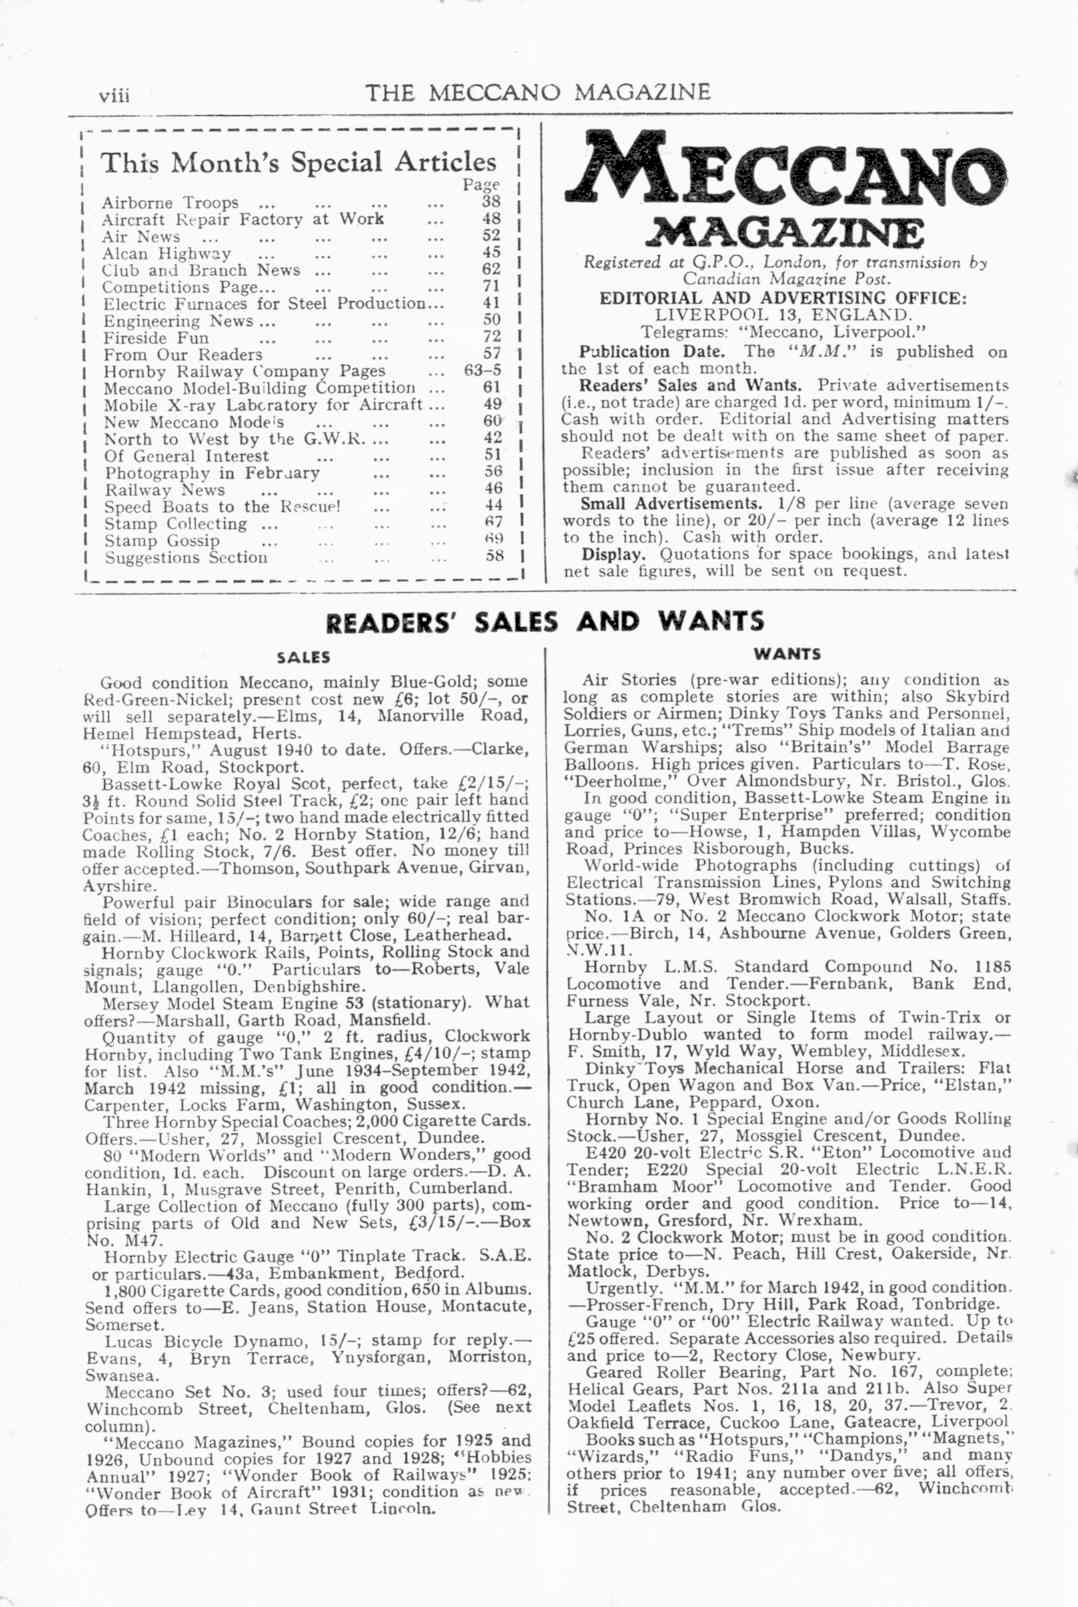 viii THE MECCANO MAGAZINE
This Month's Special Articles
Page
Airborne Troops ... ... ... ... 38
Aircraft Repair Factory at Work ... 48
Air News ... ... ... ... ... 52
Alcan Highway ... ... ... ... 45
Club and Branch News ... ... ... 62
Competitions Page... ... ... ... 71
Electric Furnaces for Steel Production... 41
Engineering News ... ... ... ... 50
Fireside Fun ... ... ... ... 72
From Our Readers ... ... ... 57
Hornby Railway Company Pages ... 63–5
Meccano Model-Building Competition ... 61
Mobile X-ray Laboratory for Aircraft ... 49
New Meccano Models ... ... ... 60
North to West by the G.W.R. ... ... 42
Of General Interest ... ... ... 51
Photography in February ... ... 56
Railway News ... ... ... ... 46
Speed Boats to the Rescue! ... ... 44
Stamp Collecting ... ... ... ... 67
Stamp Gossip ... ... ... ... 69
Suggestions Section ... ... ... 58
MECCANO
MAGAZINE
Registered at G.P.O., London, for transmission by
Canadian Magazine Post.
EDITORIAL AND ADVERTISING OFFICE:
LIVERPOOL 13, ENGLAND.
Telegrams: "Meccano, Liverpool."
Publication Date. The "M.M." is published on
the 1st of each month.
Readers' Sales and Wants. Private advertisements
(i.e., not trade) are charged 1d. per word, minimum 1/-.
Cash with order. Editorial and Advertising matters
should not be dealt with on the same sheet of paper.
Readers' advertisements are published as soon as
possible; inclusion in the first issue after receiving
them cannot be guaranteed.
Small Advertisements. 1/8 per line (average seven
words to the line), or 20/- per inch (average 12 lines
to the inch). Cash with order.
Display. Quotations for space bookings, and latest
net sale figures, will be sent on request.
READERS' SALES AND WANTS
SALES
Good condition Meccano, mainly Blue-Gold; some
Red-Green-Nickel; present cost new £6; lot 50/-, or
will sell separately.—Elms, 14, Manorville Road,
Hemel Hempstead, Herts.
"Hotspurs," August 1940 to date. Offers.—Clarke,
60, Elm Road, Stockport.
Bassett-Lowke Royal Scot, perfect, take £2/15/-;
3½ ft. Round Solid Steel Track, £2; one pair left hand
Points for same, 15/-; two hand made electrically fitted
Coaches, £1 each; No. 2 Hornby Station, 12/6; hand
made Rolling Stock, 7/6. Best offer. No money till
offer accepted.—Thomson, Southpark Avenue, Girvan,
Ayrshire.
Powerful pair Binoculars for sale; wide range and
field of vision; perfect condition; only 60/-; real bar-
gain.—M. Hilleard, 14, Barnett Close, Leatherhead.
Hornby Clockwork Rails, Points, Rolling Stock and
signals; gauge "0." Particulars to—Roberts, Vale
Mount, Llangollen, Denbighshire.
Mersey Model Steam Engine 53 (stationary). What
offers?—Marshall, Garth Road, Mansfield.
Quantity of gauge "0," 2 ft. radius, Clockwork
Hornby, including Two Tank Engines, £4/10/-; stamp
for list. Also "M.M.'s" June 1934–September 1942,
March 1942 missing, £1; all in good condition.—
Carpenter, Locks Farm, Washington, Sussex.
Three Hornby Special Coaches; 2,000 Cigarette Cards.
Offers.—Usher, 27, Mossgiel Crescent, Dundee.
80 "Modern Worlds" and "Modern Wonders," good
condition, 1d. each. Discount on large orders.—D. A.
Hankin, 1, Musgrave Street, Penrith, Cumberland.
Large Collection of Meccano (fully 300 parts), com-
prising parts of Old and New Sets, £3/15/-.—Box
No. M47.
Hornby Electric Gauge "0" Tinplate Track. S.A.E.
or particulars.—43a, Embankment, Bedford.
1,800 Cigarette Cards, good condition, 650 in Albums.
Send offers to—E. Jeans, Station House, Montacute,
Somerset.
Lucas Bicycle Dynamo, 15/-; stamp for reply.—
Evans, 4, Bryn Terrace, Ynysforgan, Morriston,
Swansea.
Meccano Set No. 3; used four times; offers?—62,
Winchcomb Street, Cheltenham, Glos. (See next
column).
"Meccano Magazines," Bound copies for 1925 and
1926, Unbound copies for 1927 and 1928; "Hobbies
Annual" 1927; "Wonder Book of Railways" 1925;
"Wonder Book of Aircraft" 1931; condition as new.
Offers to—Ley 14, Gaunt Street Lincoln.
WANTS
Air Stories (pre-war editions); any condition as
long as complete stories are within; also Skybird
Soldiers or Airmen; Dinky Toys Tanks and Personnel,
Lorries, Guns, etc.; "Trems" Ship models of Italian and
German Warships; also "Britain's" Model Barrage
Balloons. High prices given. Particulars to—T. Rose,
"Deerholme," Over Almondsbury, Nr. Bristol., Glos.
In good condition, Bassett-Lowke Steam Engine in
gauge "0"; "Super Enterprise" preferred; condition
and price to—Howse, 1, Hampden Villas, Wycombe
Road, Princes Risborough, Bucks.
World-wide Photographs (including cuttings) of
Electrical Transmission Lines, Pylons and Switching
Stations.—79, West Bromwich Road, Walsall, Staffs.
No. 1A or No. 2 Meccano Clockwork Motor; state
price.—Birch, 14, Ashbourne Avenue, Golders Green,
N.W.11.
Hornby L.M.S. Standard Compound No. 1185
Locomotive and Tender.—Fernbank, Bank End,
Furness Vale, Nr. Stockport.
Large Layout or Single Items of Twin-Trix or
Hornby-Dublo wanted to form model railway.—
F. Smith, 17, Wyld Way, Wembley, Middlesex.
Dinky Toys Mechanical Horse and Trailers: Flat
Truck, Open Wagon and Box Van.—Price, "Elstan,"
Church Lane, Peppard, Oxon.
Hornby No. 1 Special Engine and/or Goods Rolling
Stock.—Usher, 27, Mossgiel Crescent, Dundee.
E420 20-volt Electric S.R. "Eton" Locomotive and
Tender; E220 Special 20-volt Electric L.N.E.R.
"Bramham Moor" Locomotive and Tender. Good
working order and good condition. Price to—14,
Newtown, Gresford, Nr. Wrexham.
No. 2 Clockwork Motor; must be in good condition.
State price to—N. Peach, Hill Crest, Oakerside, Nr.
Matlock, Derbys.
Urgently. "M.M." for March 1942, in good condition.
—Prosser-French, Dry Hill, Park Road, Tonbridge.
Gauge "0" or "00" Electric Railway wanted. Up to
£25 offered. Separate Accessories also required. Details
and price to—2, Rectory Close, Newbury.
Geared Roller Bearing, Part No. 167, complete;
Helical Gears, Part Nos. 211a and 211b. Also Super
Model Leaflets Nos. 1, 16, 18, 20, 37.—Trevor, 2.
Oakfield Terrace, Cuckoo Lane, Gateacre, Liverpool
Books such as "Hotspurs," "Champions," "Magnets,"
"Wizards," "Radio Funs," "Dandys," and many
others prior to 1941; any number over five; all offers,
if prices reasonable, accepted.—62, Winchcomb
Street, Cheltenham Glos.